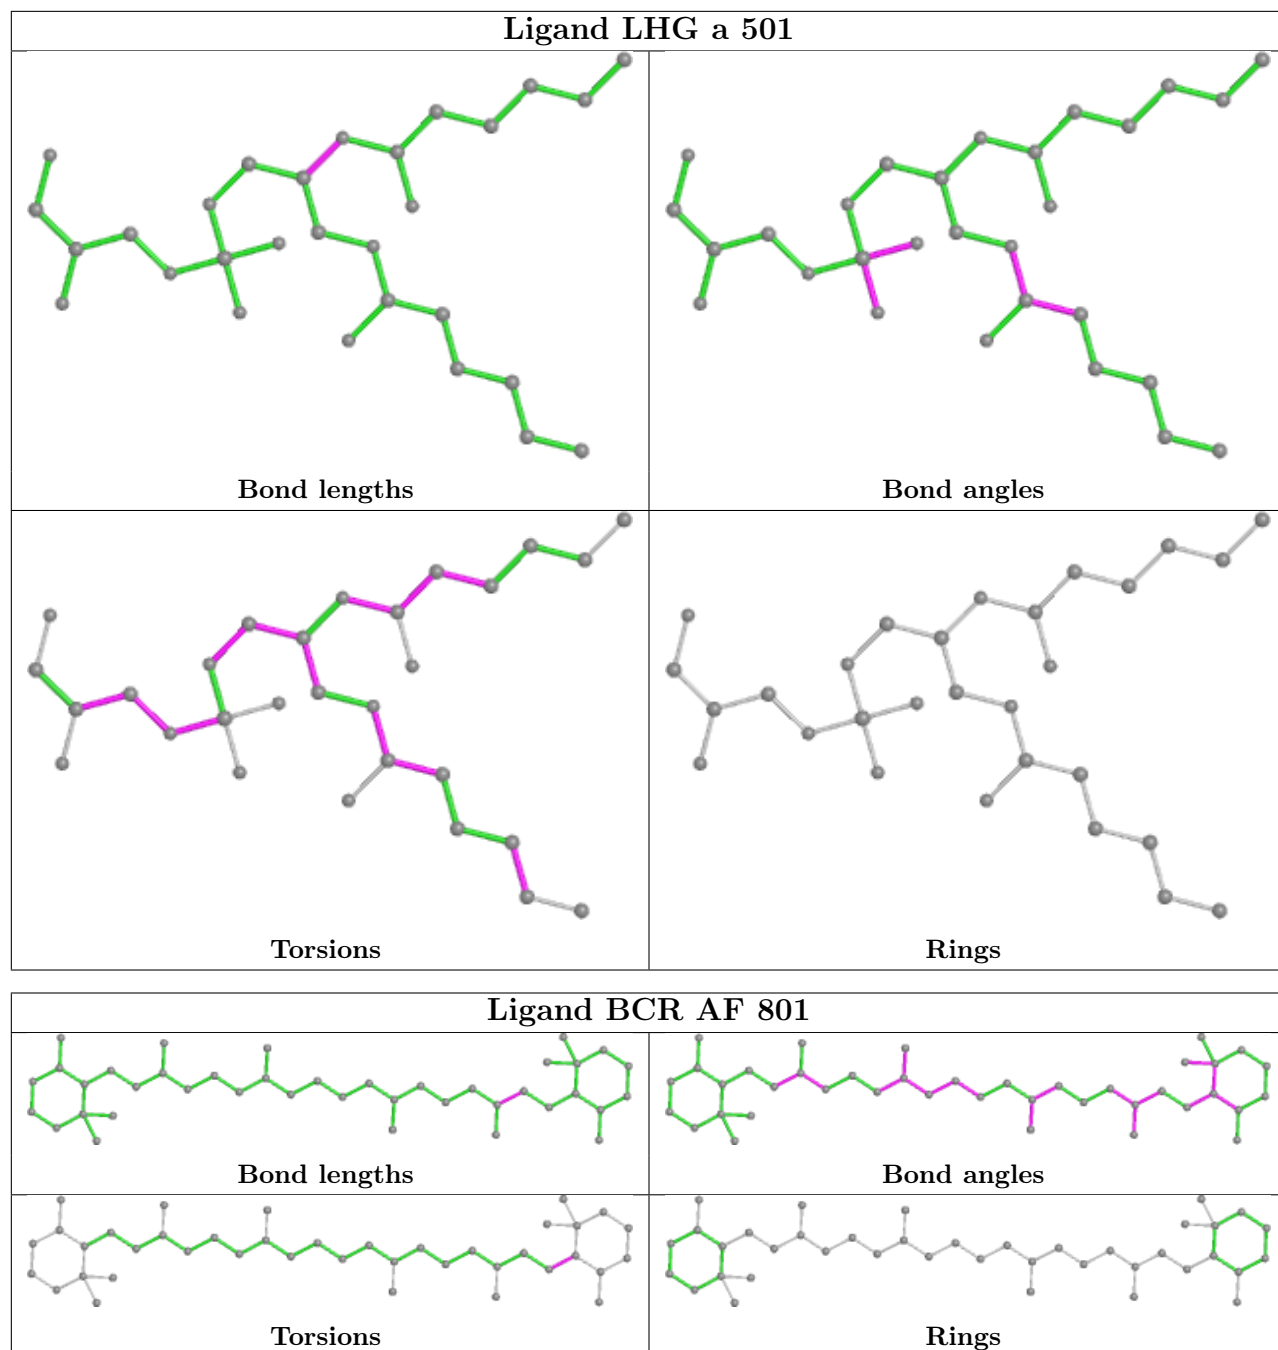 Ligand LHG a 501
Bond lengths
Bond angles
Torsions
Rings
Ligand BCR AF 801
Bond lengths
Bond angles
Torsions
Rings